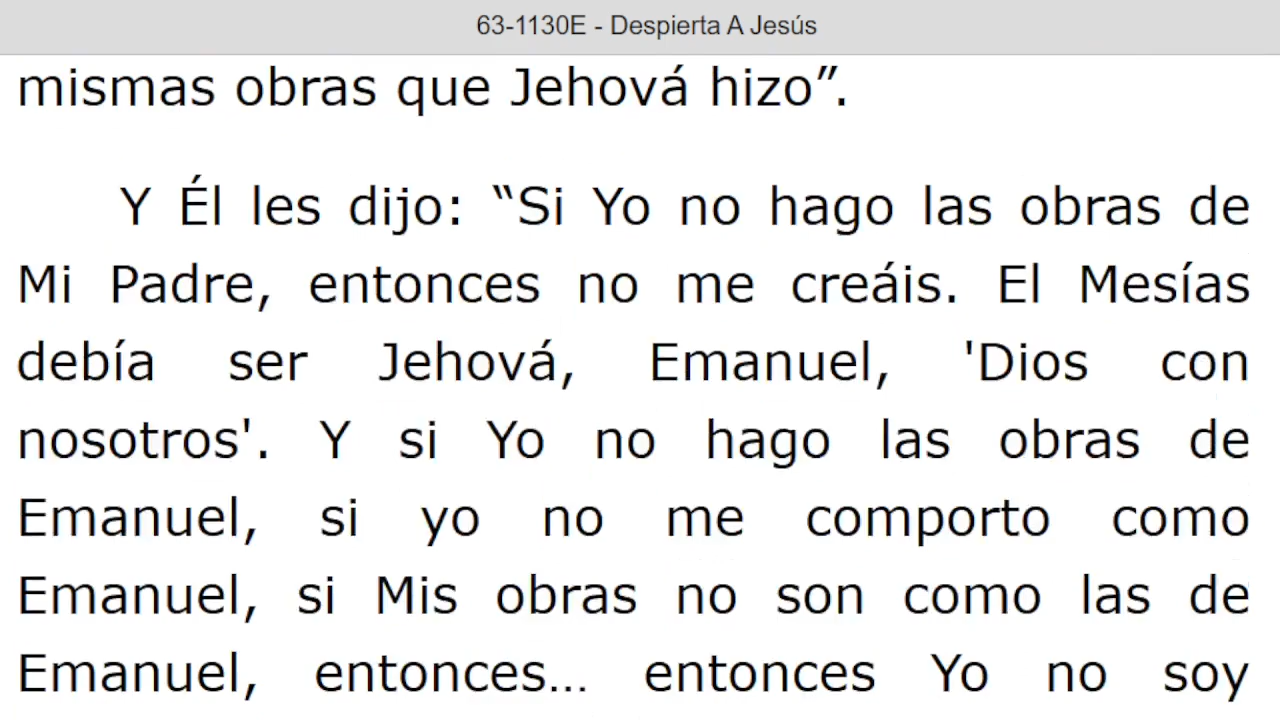 63-1130E - Despierta A Jesús
mismas obras que Jehová hizo”.
Y Él les dijo: “Si Yo no hago las obras de
Mi Padre, entonces no me creáis. El Mesías
debía ser Jehová, Emanuel, 'Dios con
nosotros'. Y si Yo no hago las obras de
Emanuel, si yo no me comporto como
Emanuel, si Mis obras no son como las de
Emanuel, entonces… entonces Yo no soy